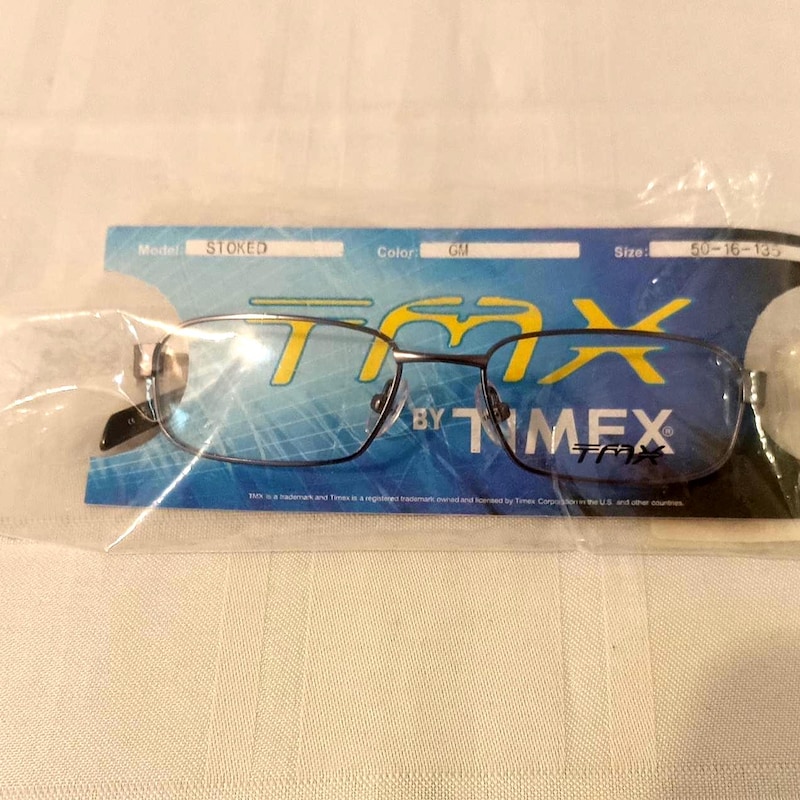 Model: STOKED Color: GM Size: 50-16-135
TMX
BY TIMEX®
TMX
TMX is a trademark and Timex is a registered trademark owned and licensed by Timex Corporation in the U.S. and other countries.